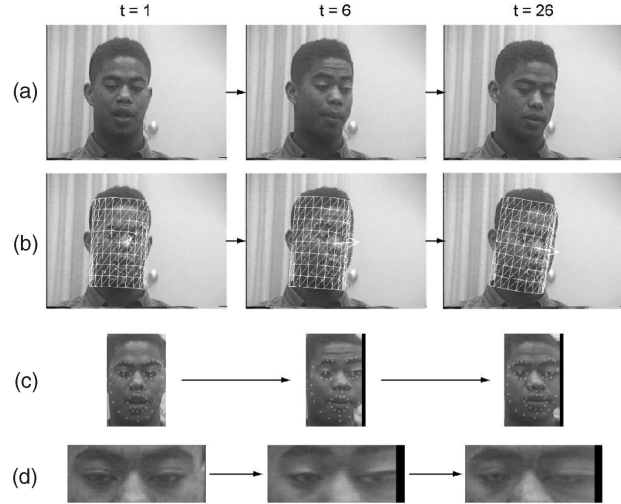 t = 1
t = 6
t = 26
(a)
(b)
(c)
(d)